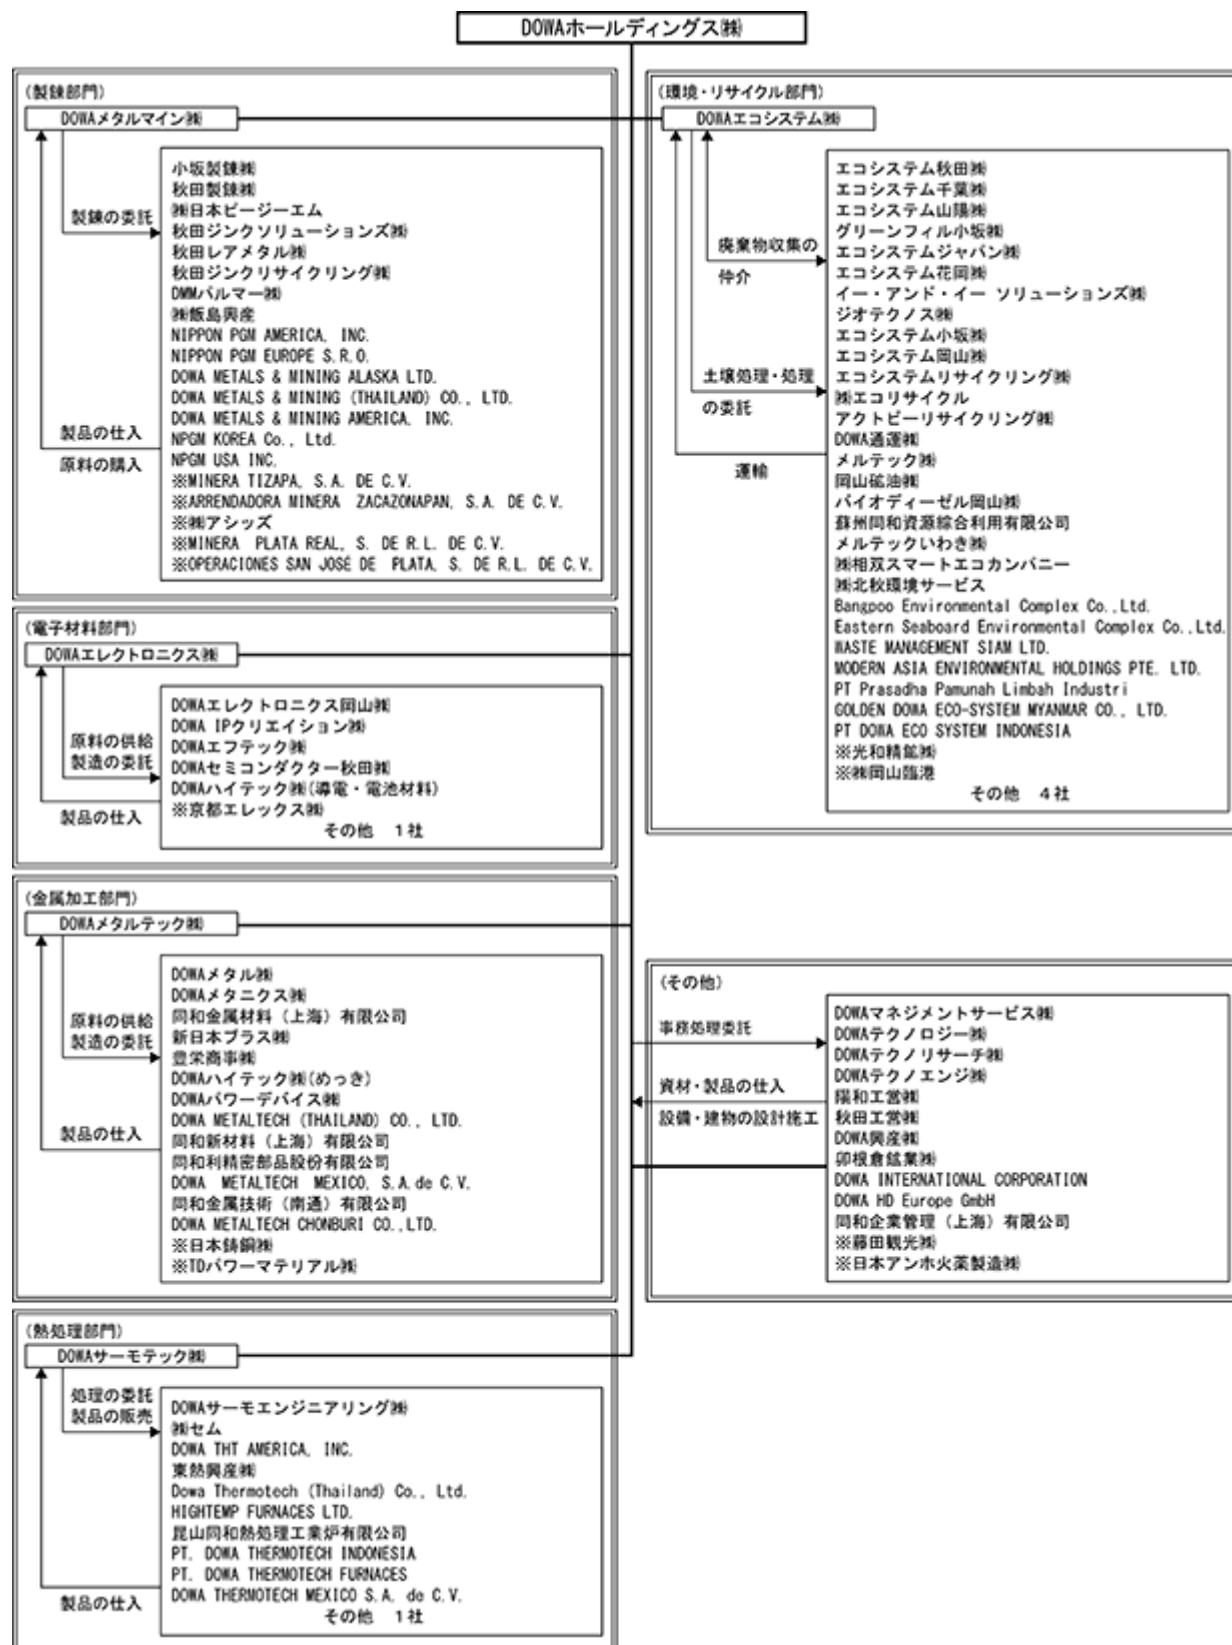 DOWAホールディングス㈱
(製錬部門)
DOWAメタルマイン㈱
製錬の委託
製品の仕入
原料の購入
小坂製錬㈱
秋田製錬㈱
㈱日本ピージーエム
秋田ジンクソリューションズ㈱
秋田レアメタル㈱
秋田ジンクリサイクリング㈱
DMMパルマー㈱
㈱飯島興産
NIPPON PGM AMERICA, INC.
NIPPON PGM EUROPE S.R.O.
DOWA METALS & MINING ALASKA LTD.
DOWA METALS & MINING (THAILAND) CO., LTD.
DOWA METALS & MINING AMERICA, INC.
NPGM KOREA Co., Ltd.
NPGM USA INC.
※MINERA TIZAPA, S.A. DE C.V.
※ARRENDADORA MINERA ZACAZONAPAN, S.A. DE C.V.
※㈱アシッズ
※MINERA PLATA REAL, S. DE R.L. DE C.V.
※OPERACIONES SAN JOSE DE PLATA, S. DE R.L. DE C.V.
(環境・リサイクル部門)
DOWAエコシステム㈱
廃棄物収集の
仲介
土壌処理・処理
の委託
運輸
エコシステム秋田㈱
エコシステム千葉㈱
エコシステム山陽㈱
グリーンフィル小坂㈱
エコシステムジャパン㈱
エコシステム花岡㈱
イー・アンド・イー ソリューションズ㈱
ジオテクノス㈱
エコシステム小坂㈱
エコシステム岡山㈱
エコシステムリサイクリング㈱
㈱エコリサイクル
アクトビーリサイクリング㈱
DOWA通運㈱
メルテック㈱
岡山砿油㈱
バイオディーゼル岡山㈱
蘇州同和資源綜合利用有限公司
メルテックいわき㈱
㈱相双スマートエコカンパニー
㈱北秋環境サービス
Bangpoo Environmental Complex Co.,Ltd.
Eastern Seaboard Environmental Complex Co.,Ltd.
WASTE MANAGEMENT SIAM LTD.
MODERN ASIA ENVIRONMENTAL HOLDINGS PTE. LTD.
PT Prasadha Pamunah Limbah Industri
GOLDEN DOWA ECO-SYSTEM MYANMAR CO., LTD.
PT DOWA ECO SYSTEM INDONESIA
※光和精鉱㈱
※㈱岡山臨港
その他 4社
(電子材料部門)
DOWAエレクトロニクス㈱
原料の供給
製造の委託
製品の仕入
DOWAエレクトロニクス岡山㈱
DOWA IPクリエイション㈱
DOWAエフテック㈱
DOWAセミコンダクター秋田㈱
DOWAハイテック㈱(導電・電池材料)
※京都エレックス㈱
その他 1社
(金属加工部門)
DOWAメタルテック㈱
原料の供給
製造の委託
製品の仕入
DOWAメタル㈱
DOWAメタニクス㈱
同和金属材料（上海）有限公司
新日本ブラス㈱
豊栄商事㈱
DOWAハイテック㈱(めっき)
DOWAパワーデバイス㈱
DOWA METALTECH (THAILAND) CO., LTD.
同和新材料（上海）有限公司
同和利精密部品股份有限公司
DOWA METALTECH MEXICO, S.A.de C.V.
同和金属技術（南通）有限公司
DOWA METALTECH CHONBURI CO.,LTD.
※日本鋳銅㈱
※TDパワーマテリアル㈱
(その他)
事務処理委託
資材・製品の仕入
設備・建物の設計施工
DOWAマネジメントサービス㈱
DOWAテクノロジー㈱
DOWAテクノリサーチ㈱
DOWAテクノエンジ㈱
陽和工営㈱
秋田工営㈱
DOWA興産㈱
卯根倉鉱業㈱
DOWA INTERNATIONAL CORPORATION
DOWA HD Europe GmbH
同和企業管理（上海）有限公司
※藤田観光㈱
※日本アンホ火薬製造㈱
(熱処理部門)
DOWAサーモテック㈱
処理の委託
製品の販売
製品の仕入
DOWAサーモエンジニアリング㈱
㈱セム
DOWA THT AMERICA, INC.
東熱興産㈱
Dowa Thermotech (Thailand) Co., Ltd.
HIGHTEMP FURNACES LTD.
昆山同和熱処理工業炉有限公司
PT. DOWA THERMOTECH INDONESIA
PT. DOWA THERMOTECH FURNACES
DOWA THERMOTECH MEXICO S.A. de C.V.
その他 1社